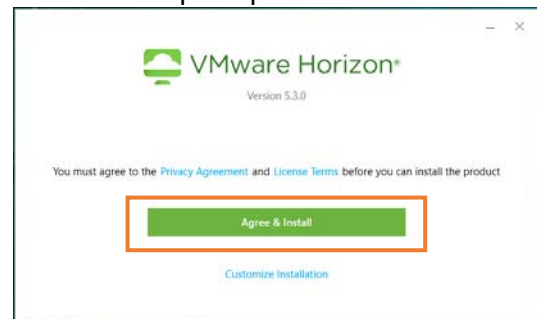 VMware Horizon®
Version 5.3.0
You must agree to the Privacy Agreement and License Terms before you can install the product
Agree & Install
Customize Installation